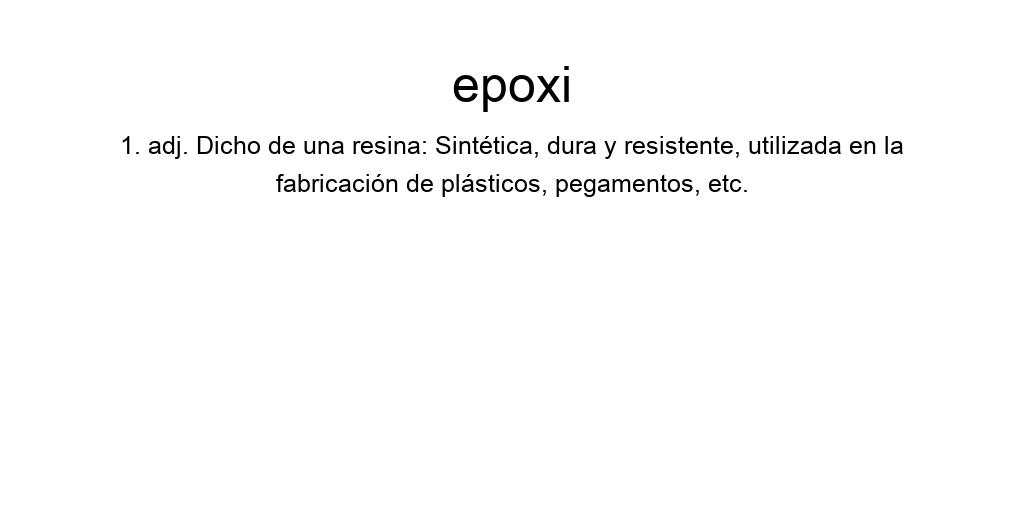 epoxi
1. adj. Dicho de una resina: Sintética, dura y resistente, utilizada en la
fabricación de plásticos, pegamentos, etc.